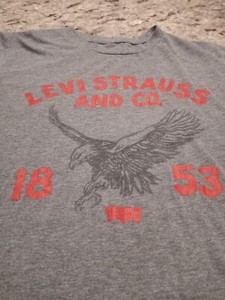 LEVI STRAUSS
AND CO.
18 53